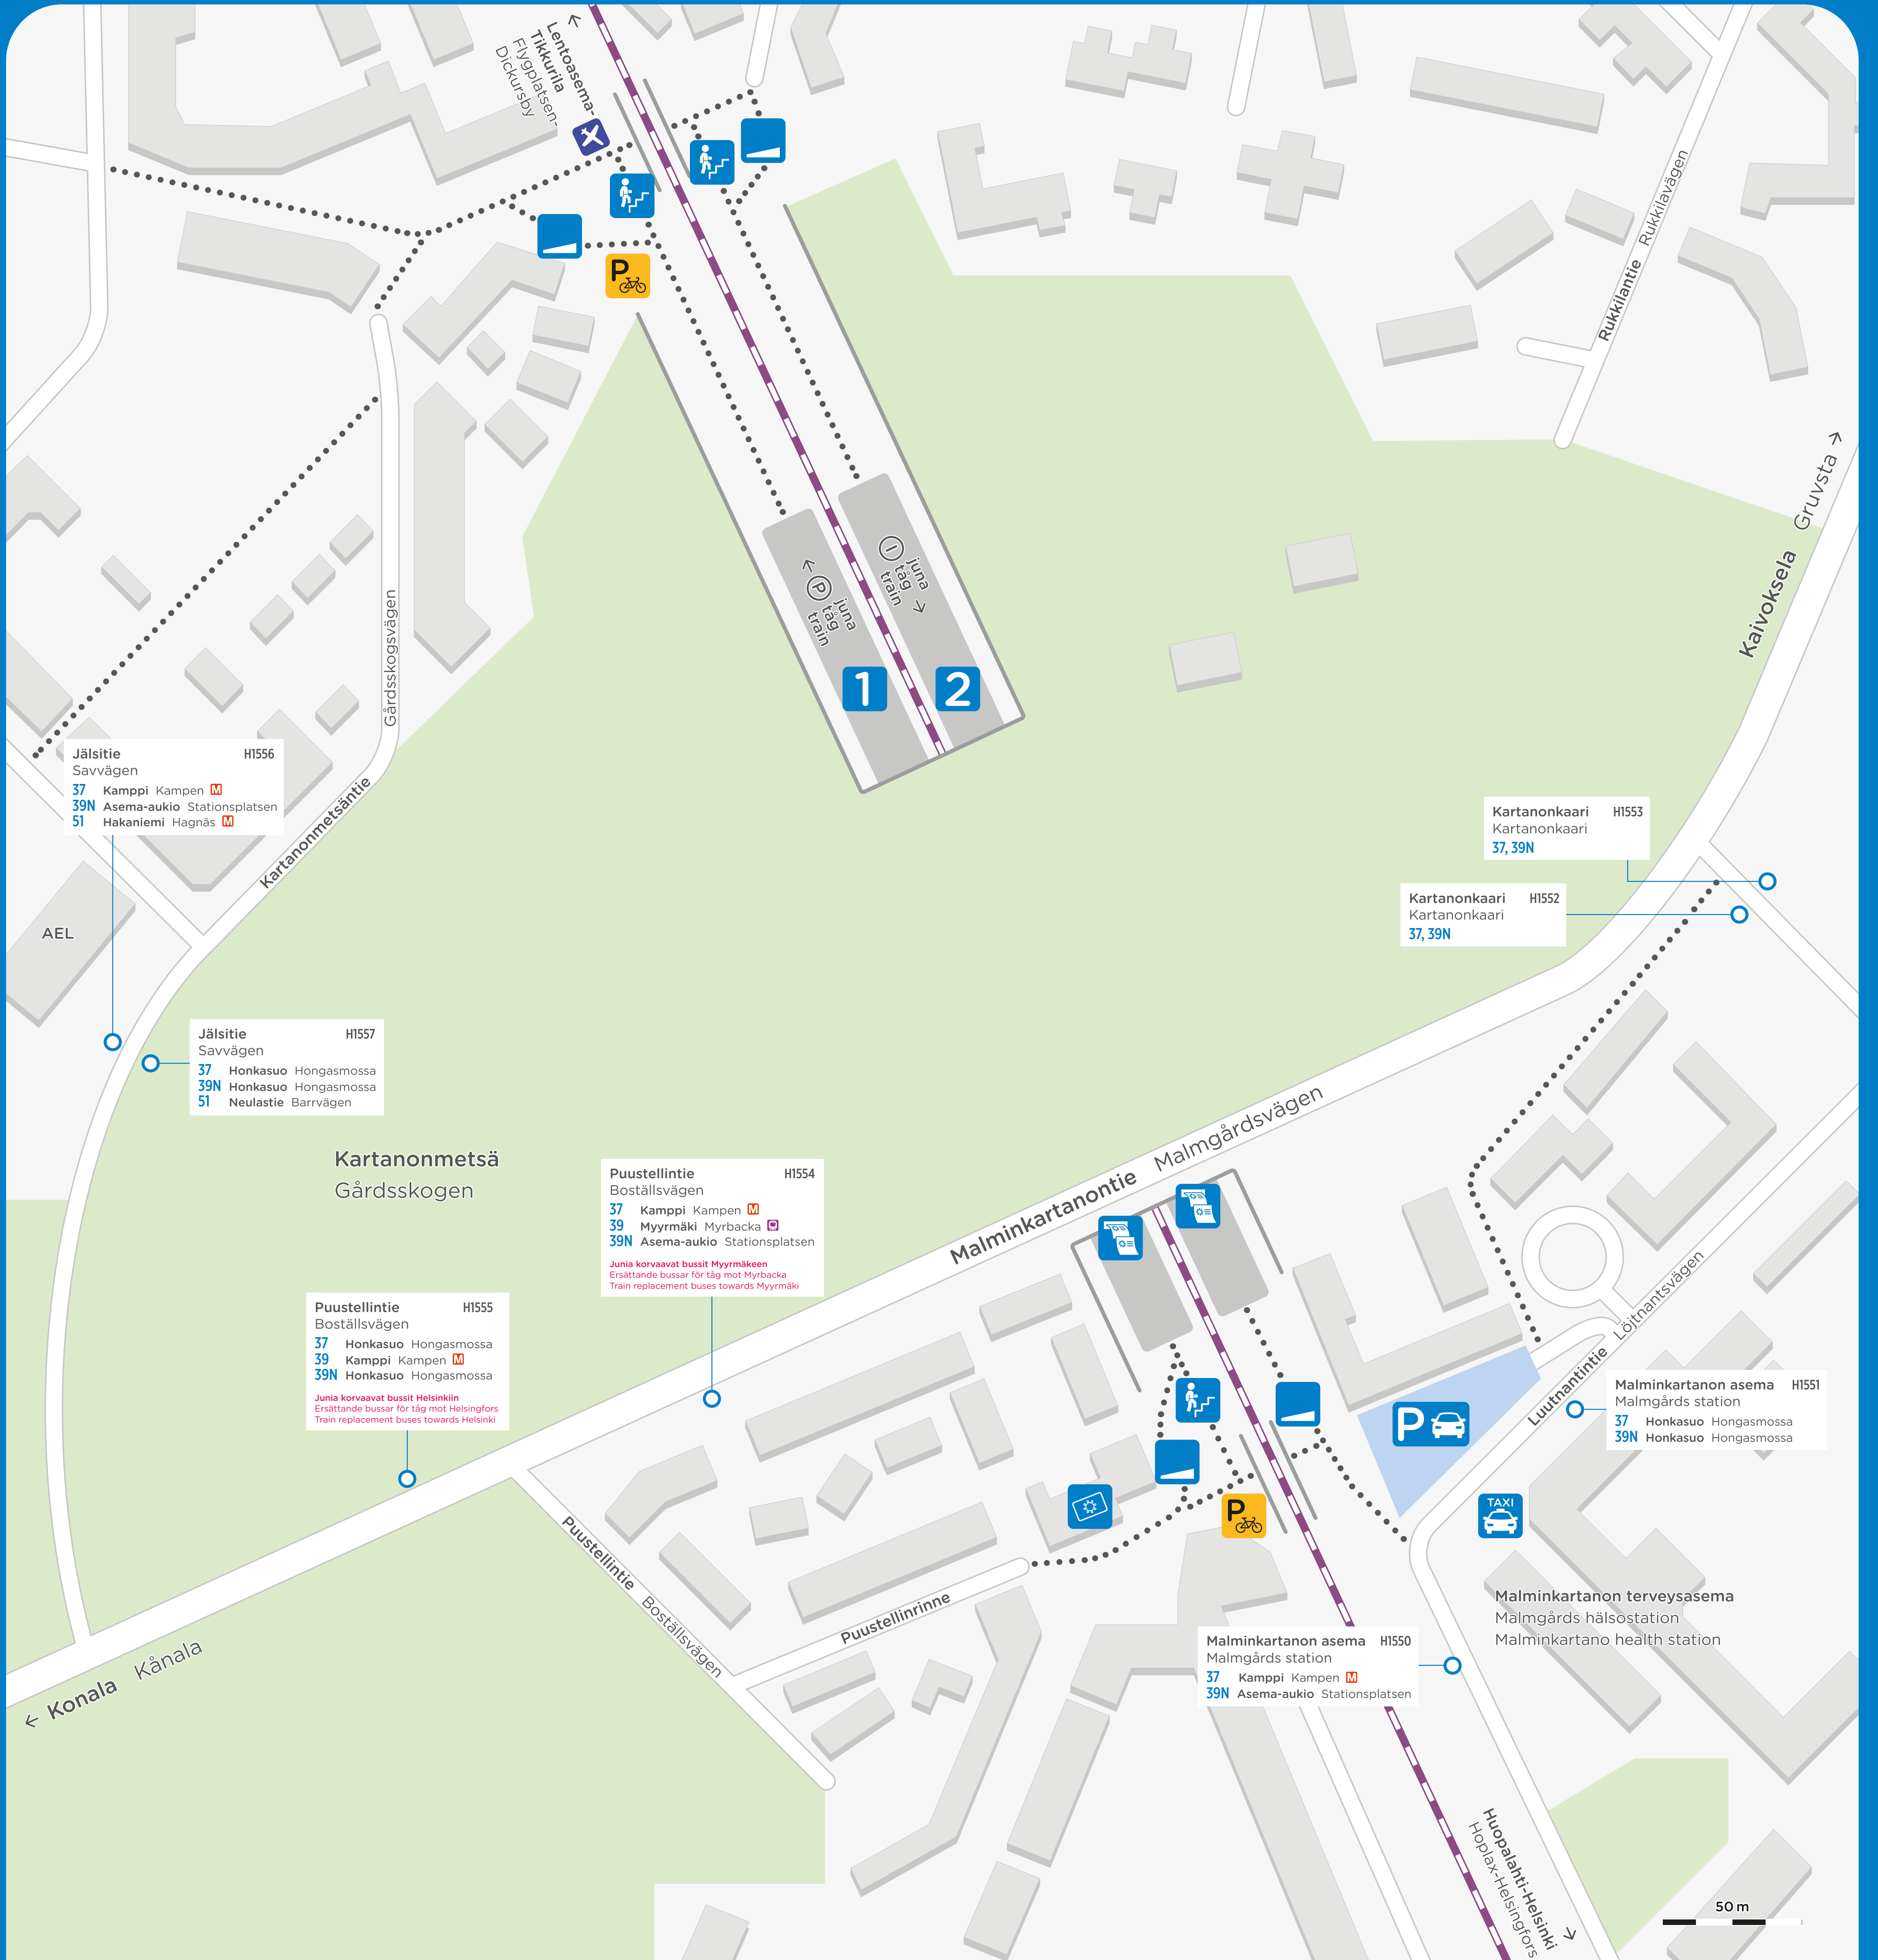 Lentoasema-
Tikkurila
Flygplatsen-
Dickursby
P
Rukkilantie Rukkilavägen
Kaivoksela Gruvsta
I
juna
tåg
train
P
juna
tåg
train
1
2
Gårdsskogsvägen
Kartanonmetsäntie
Jälsitie H1556
Savvägen
37 Kamppi Kampen M
39N Asema-aukio Stationsplatsen
51 Hakaniemi Hagnäs M
Kartanonkaari H1553
Kartanonkaari
37, 39N
Kartanonkaari H1552
Kartanonkaari
37, 39N
AEL
Jälsitie H1557
Savvägen
37 Honkasuo Hongasmossa
39N Honkasuo Hongasmossa
51 Neulastie Barrvägen
Kartanonmetsä
Gårdsskogen
Puustellintie H1554
Boställsvägen
37 Kamppi Kampen M
39 Myyrmäki Myrbacka
39N Asema-aukio Stationsplatsen
Junia korvaavat bussit Myyrmäkeen
Ersättande bussar för tåg mot Myrbacka
Train replacement buses towards Myyrmäki
Malminkartanontie Malmgårdsvägen
Puustellintie H1555
Boställsvägen
37 Honkasuo Hongasmossa
39 Kamppi Kampen M
39N Honkasuo Hongasmossa
Junia korvaavat bussit Helsinkiin
Ersättande bussar för tåg mot Helsingfors
Train replacement buses towards Helsinki
Luutnantintie Löjtnantsvägen
Malminkartanon asema H1551
Malmgårds station
37 Honkasuo Hongasmossa
39N Honkasuo Hongasmossa
P
P
TAXI
Puustellintie Boställsvägen
Puustellinrinne
Malminkartanon terveysasema
Malmgårds hälsostation
Malminkartano health station
Malminkartanon asema H1550
Malmgårds station
37 Kamppi Kampen M
39N Asema-aukio Stationsplatsen
Konala Kånala
Huopalahti-Helsinki
Hoplax-Helsingfors
50 m